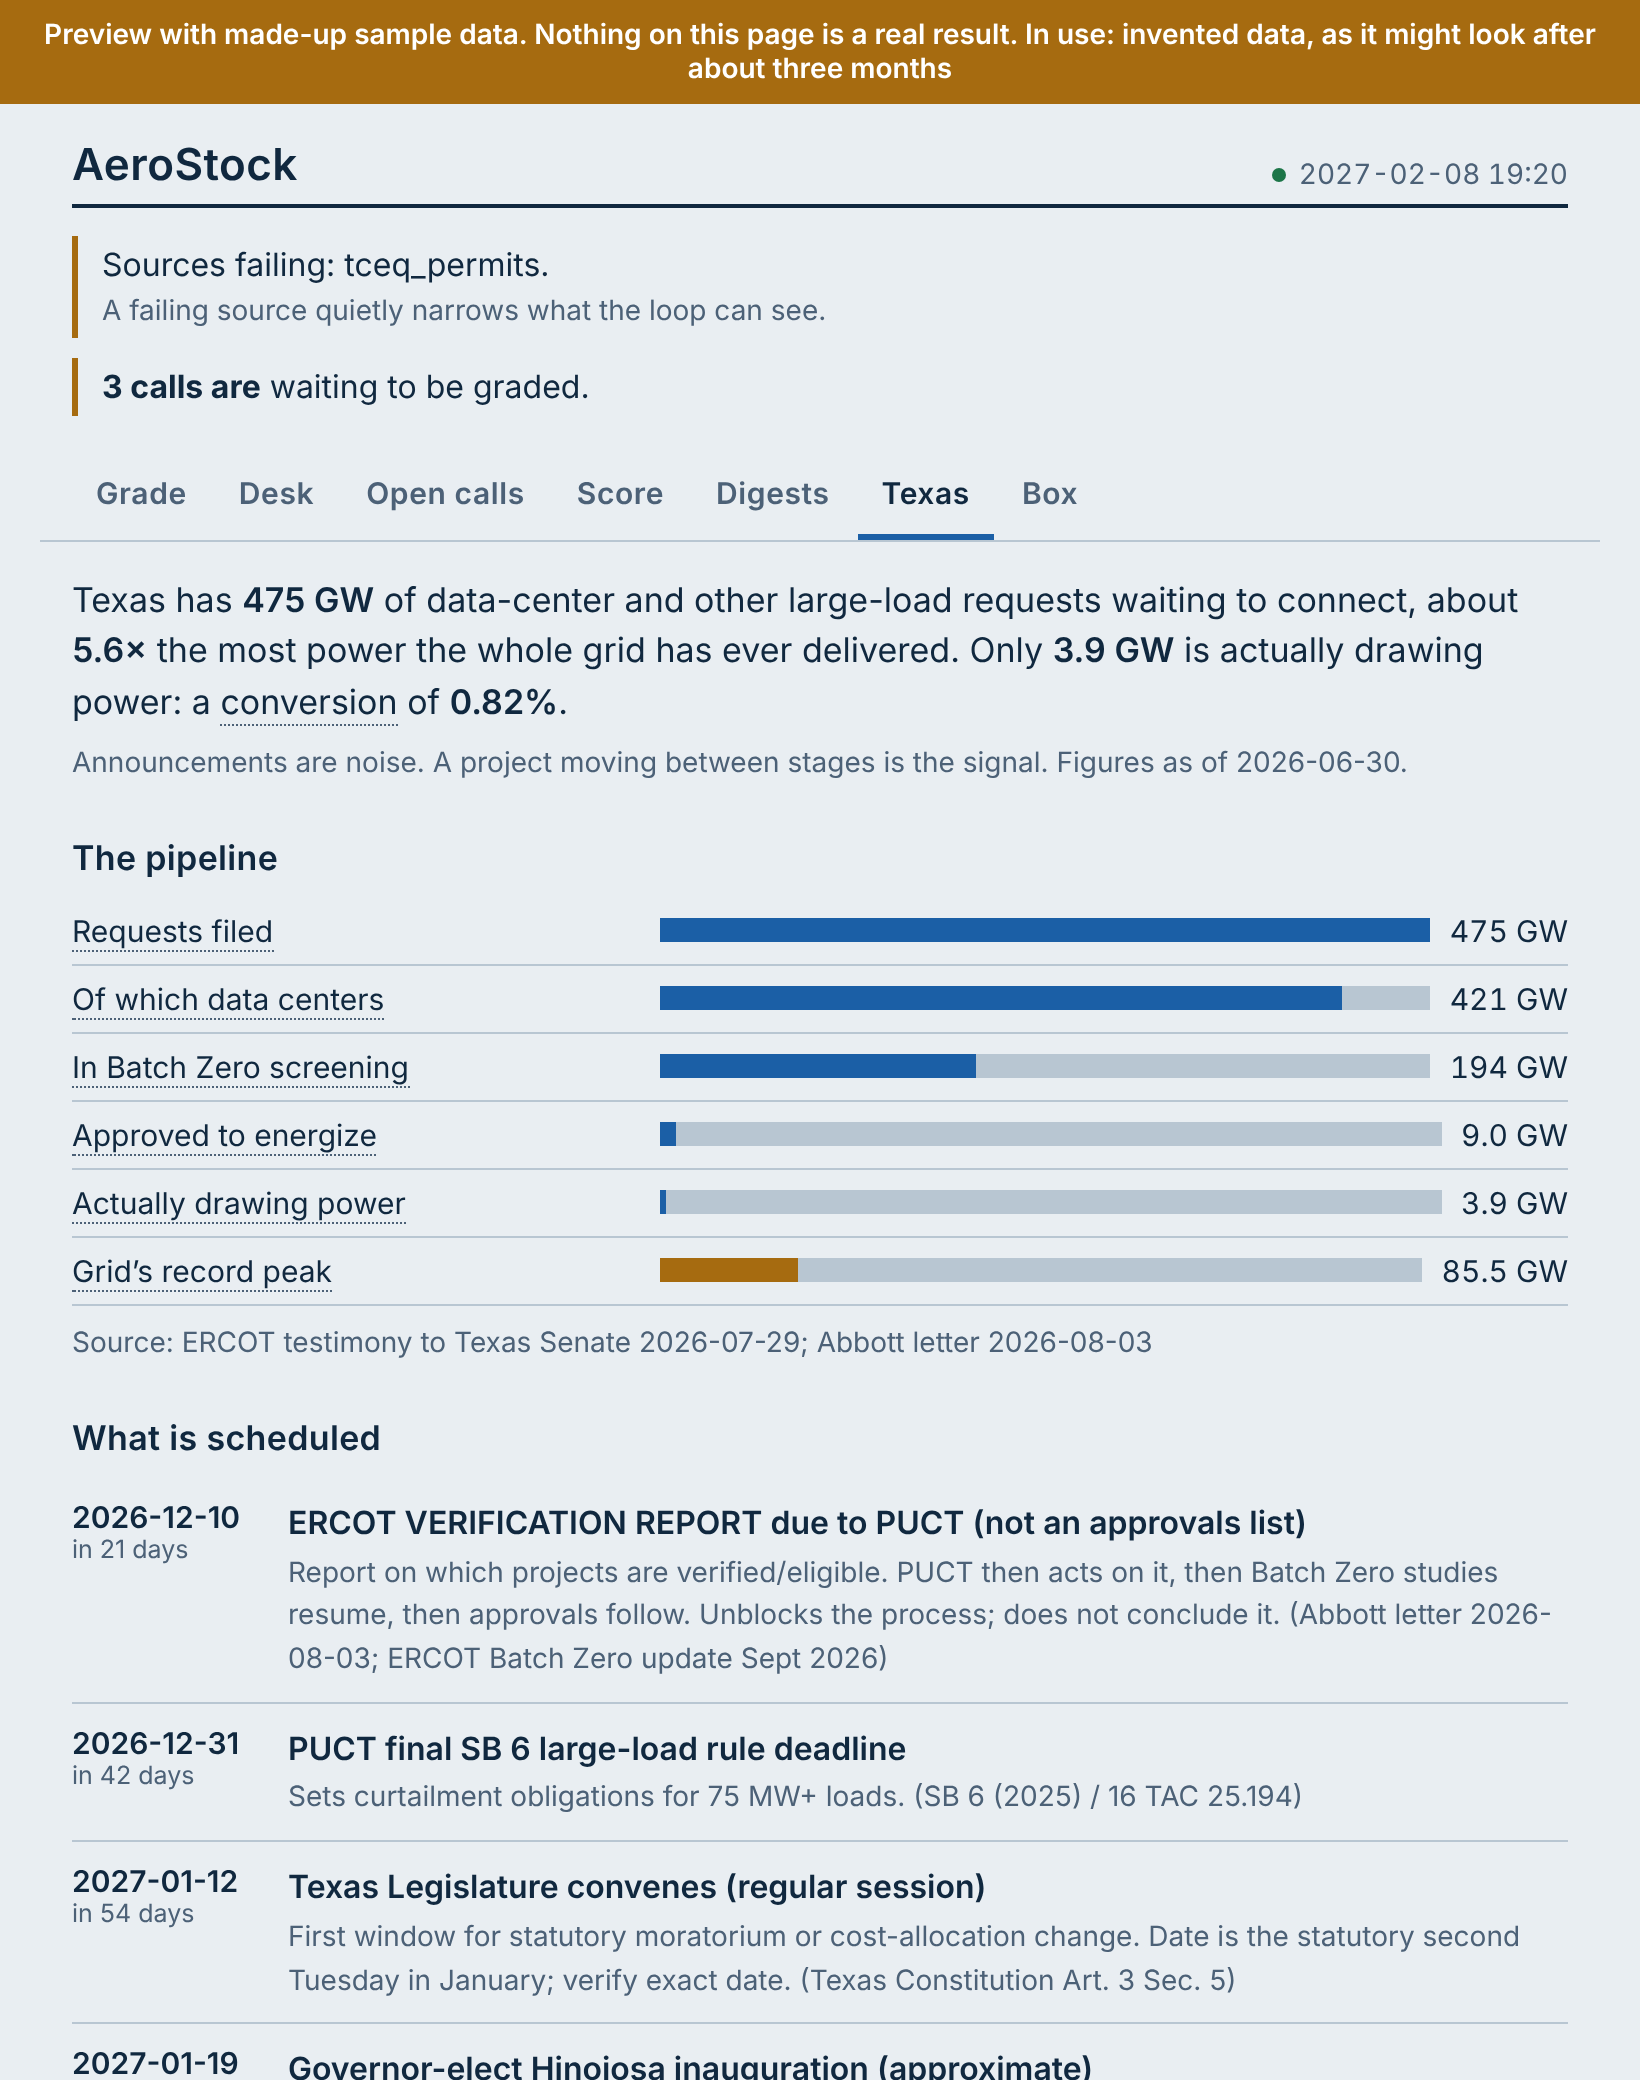 Preview with made-up sample data. Nothing on this page is a real result. In use: invented data, as it might look after
about three months
AeroStock
2027-02-08 19:20
Sources failing: tceq_permits.
A failing source quietly narrows what the loop can see.
3 calls are waiting to be graded.
Grade Desk Open calls Score Digests Texas Box
Texas has 475 GW of data-center and other large-load requests waiting to connect, about
5.6× the most power the whole grid has ever delivered. Only 3.9 GW is actually drawing
power: a conversion of 0.82%.
Announcements are noise. A project moving between stages is the signal. Figures as of 2026-06-30.
The pipeline
Requests filed 475 GW
Of which data centers 421 GW
In Batch Zero screening 194 GW
Approved to energize 9.0 GW
Actually drawing power 3.9 GW
Grid’s record peak 85.5 GW
Source: ERCOT testimony to Texas Senate 2026-07-29; Abbott letter 2026-08-03
What is scheduled
2026-12-10
in 21 days
ERCOT VERIFICATION REPORT due to PUCT (not an approvals list)
Report on which projects are verified/eligible. PUCT then acts on it, then Batch Zero studies
resume, then approvals follow. Unblocks the process; does not conclude it. (Abbott letter 2026-
08-03; ERCOT Batch Zero update Sept 2026)
2026-12-31
in 42 days
PUCT final SB 6 large-load rule deadline
Sets curtailment obligations for 75 MW+ loads. (SB 6 (2025) / 16 TAC 25.194)
2027-01-12
in 54 days
Texas Legislature convenes (regular session)
First window for statutory moratorium or cost-allocation change. Date is the statutory second
Tuesday in January; verify exact date. (Texas Constitution Art. 3 Sec. 5)
2027-01-19
Governor-elect Hinojosa inauguration (approximate)